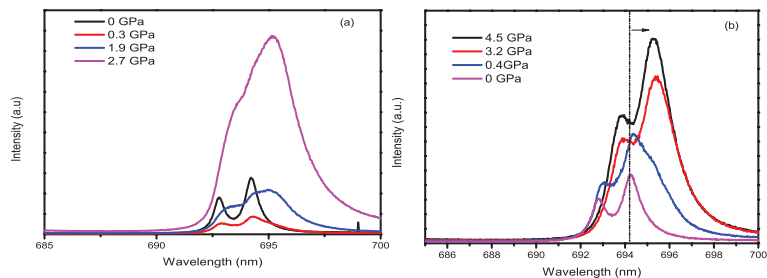 (a)
0 GPa
0.3 GPa
1.9 GPa
2.7 GPa
Intensity (a.u)
685 690 695 700
Wavelength (nm)
(b)
4.5 GPa
3.2 GPa
0.4GPa
0 GPa
Intensity (a.u.)
686 688 690 692 694 696 698 700
Wavelength (nm)